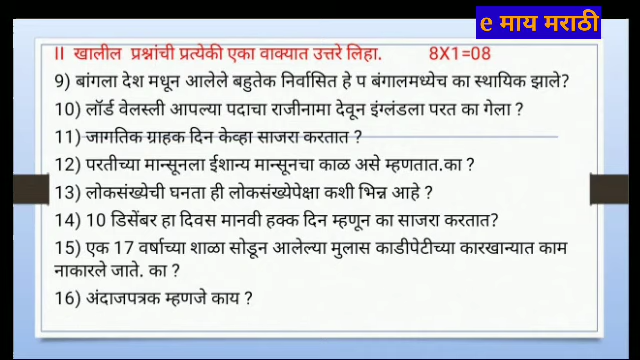 e माय मराठी
II खालील प्रश्नांची प्रत्येकी एका वाक्यात उत्तरे लिहा. 8X1=08
9) बांगला देश मधून आलेले बहुतेक निर्वासित हे प बंगालमध्येच का स्थायिक झाले?
10) लॉर्ड वेलस्ली आपल्या पदाचा राजीनामा देवून इंग्लंडला परत का गेला ?
11) जागतिक ग्राहक दिन केव्हा साजरा करतात ?
12) परतीच्या मान्सूनला ईशान्य मान्सूनचा काळ असे म्हणतात.का ?
13) लोकसंख्येची घनता ही लोकसंख्येपेक्षा कशी भिन्न आहे ?
14) 10 डिसेंबर हा दिवस मानवी हक्क दिन म्हणून का साजरा करतात?
15) एक 17 वर्षाच्या शाळा सोडून आलेल्या मुलास काडीपेटीच्या कारखान्यात काम
नाकारले जाते. का ?
16) अंदाजपत्रक म्हणजे काय ?